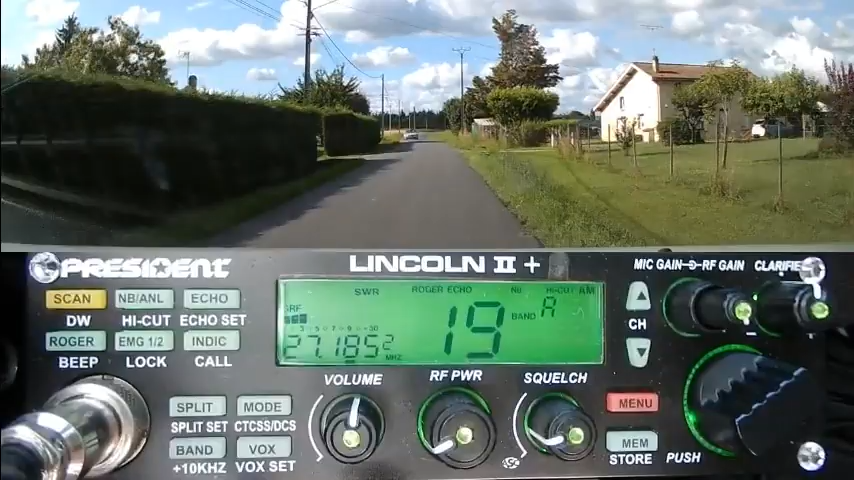 PRESIDENT
LINCOLN II +
MIC GAIN RF GAIN
CLARIFIER
SCAN
NB/ANL
ECHO
DW
HI-CUT
ECHO SET
ROGER
EMG 1/2
INDIC
BEEP
LOCK
CALL
SPLIT
MODE
SPLIT SET
CTCSS/DCS
BAND
VOX
+10KHz
VOX SET
SWR
ROGER ECHO
NB
HI-CUT
AM
RF
27.1852 MHZ
19
BAND A
VOLUME
RF PWR
SQUELCH
CH
MENU
MEM
STORE
PUSH